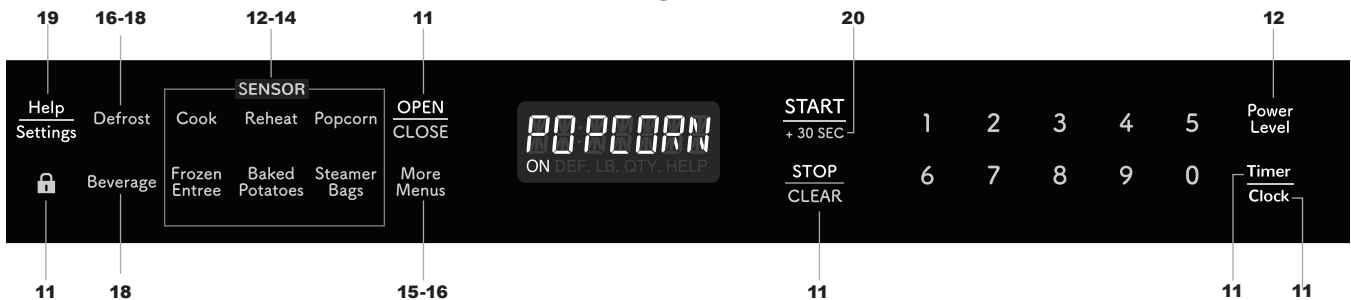 19 16-18 12-14 11 20 12
SENSOR
Help
Settings
Defrost
Cook
Reheat
Popcorn
OPEN
CLOSE
POPCORN
ON DEF. LB. QTY. HELP
START
+ 30 SEC
1 2 3 4 5
Power
Level
Beverage
Frozen
Entree
Baked
Potatoes
Steamer
Bags
More
Menus
STOP
CLEAR
6 7 8 9 0
Timer
Clock
11 18 15-16 11 11 11